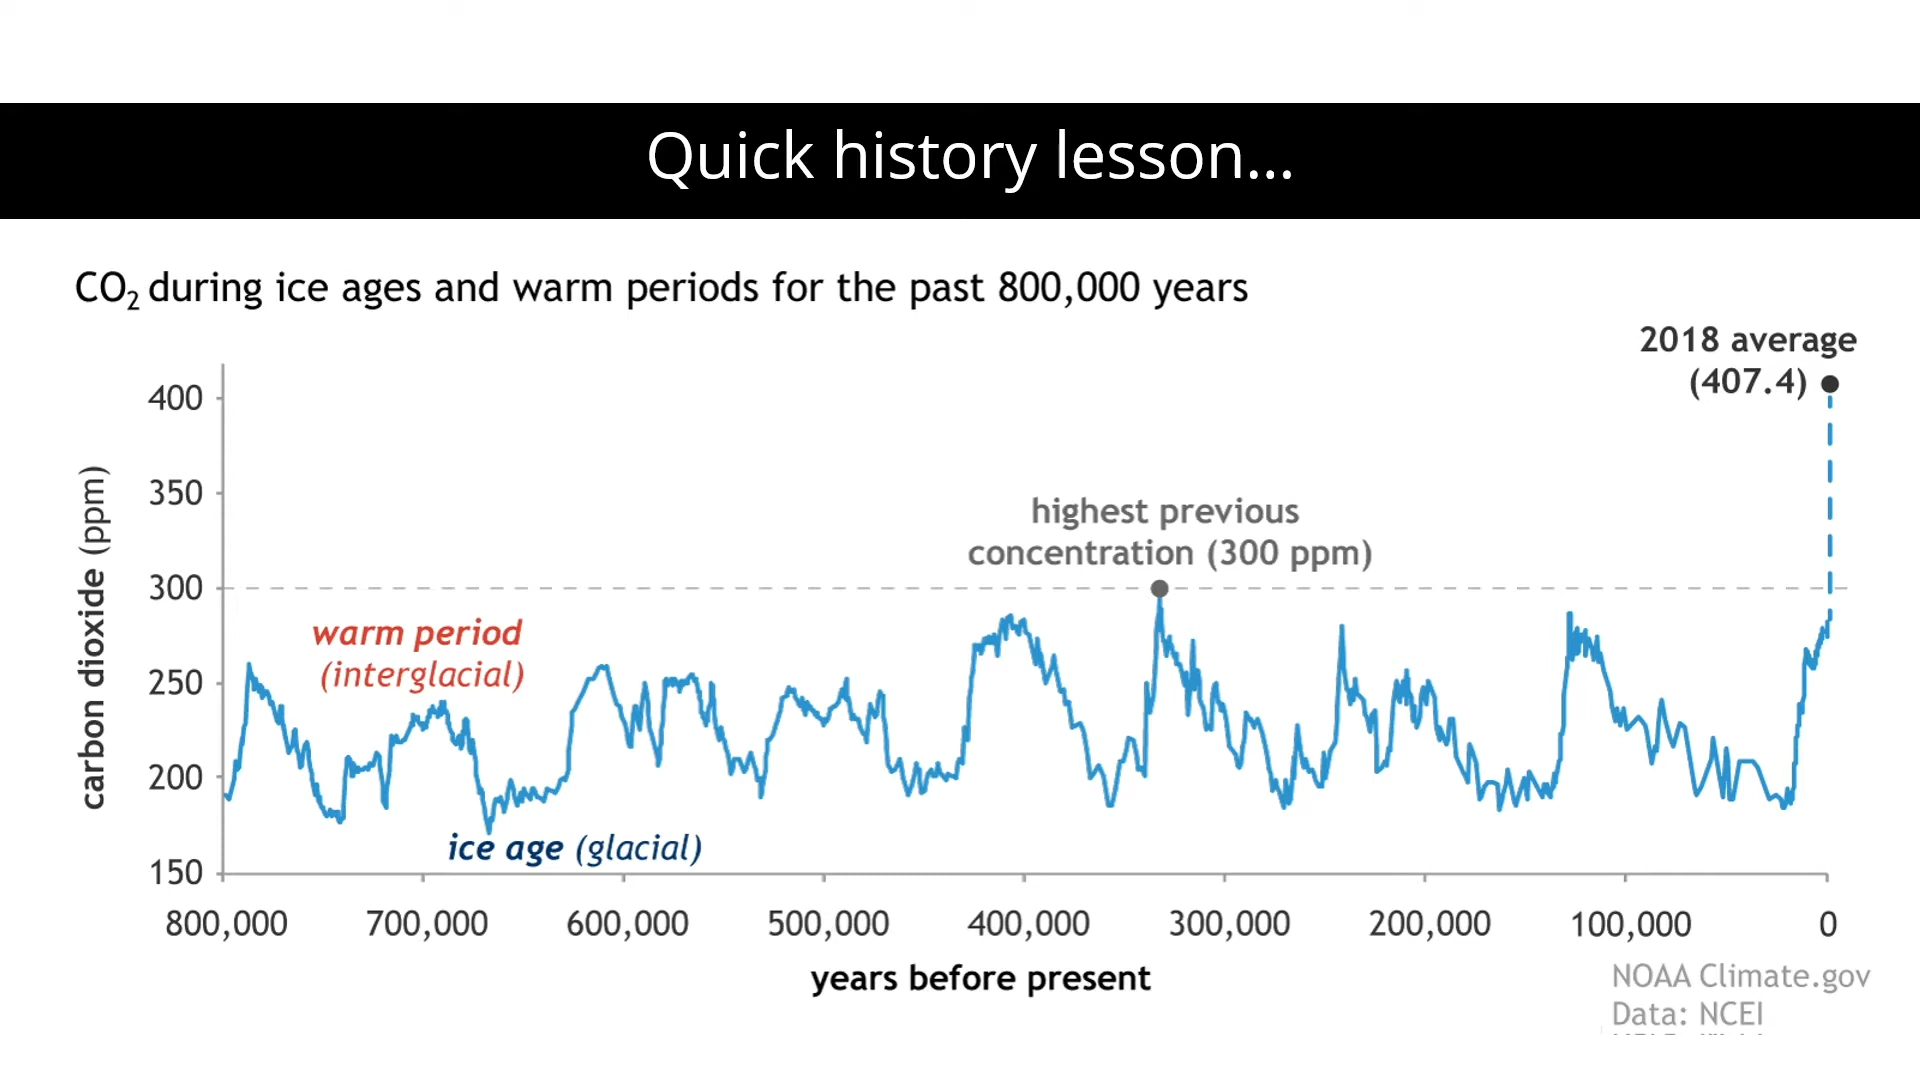 Quick history lesson...
CO₂ during ice ages and warm periods for the past 800,000 years
2018 average
(407.4)
400
350
300
250
200
150
carbon dioxide (ppm)
highest previous
concentration (300 ppm)
warm period
(interglacial)
ice age (glacial)
800,000 700,000 600,000 500,000 400,000 300,000 200,000 100,000 0
years before present
NOAA Climate.gov
Data: NCEI